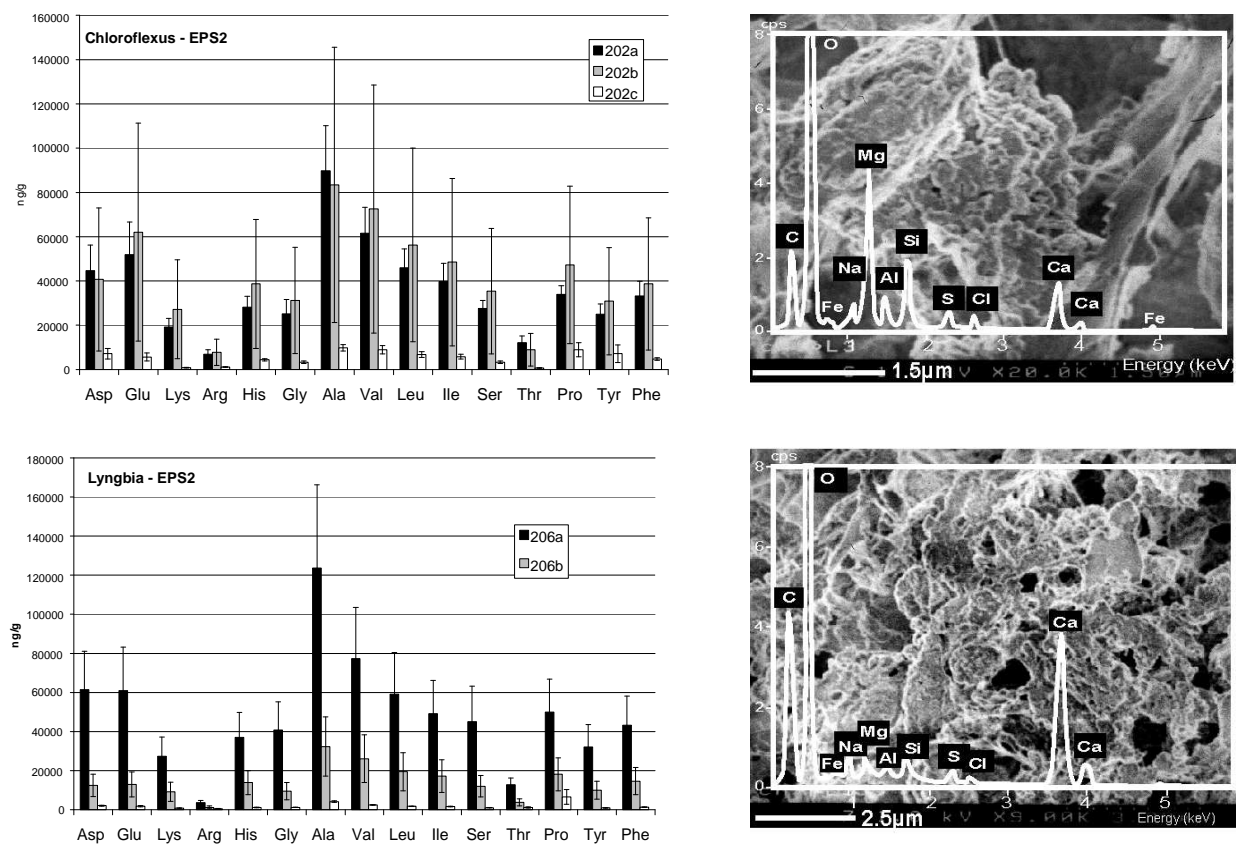 160000
140000
120000
100000
80000
60000
40000
20000
0
ng/g
Chloroflexus - EPS2
202a
202b
202c
Asp Glu Lys Arg His Gly Ala Val Leu Ile Ser Thr Pro Tyr Phe
cps
8
6
4
2
0
O
Mg
C
Si
Na
Al
Ca
S
Cl
Ca
Fe
Fe
2 3 4 5
Energy (keV)
1.5µm
X20.0K
180000
160000
140000
120000
100000
80000
60000
40000
20000
0
ng/g
Lyngbia - EPS2
206a
206b
Asp Glu Lys Arg His Gly Ala Val Leu Ile Ser Thr Pro Tyr Phe
cps
8
6
4
2
0
O
C
Ca
Mg
Na
Si
Ca
Fe
Al
S
Cl
2 3 4 5
Energy (keV)
2.5µm
kV X9.00K